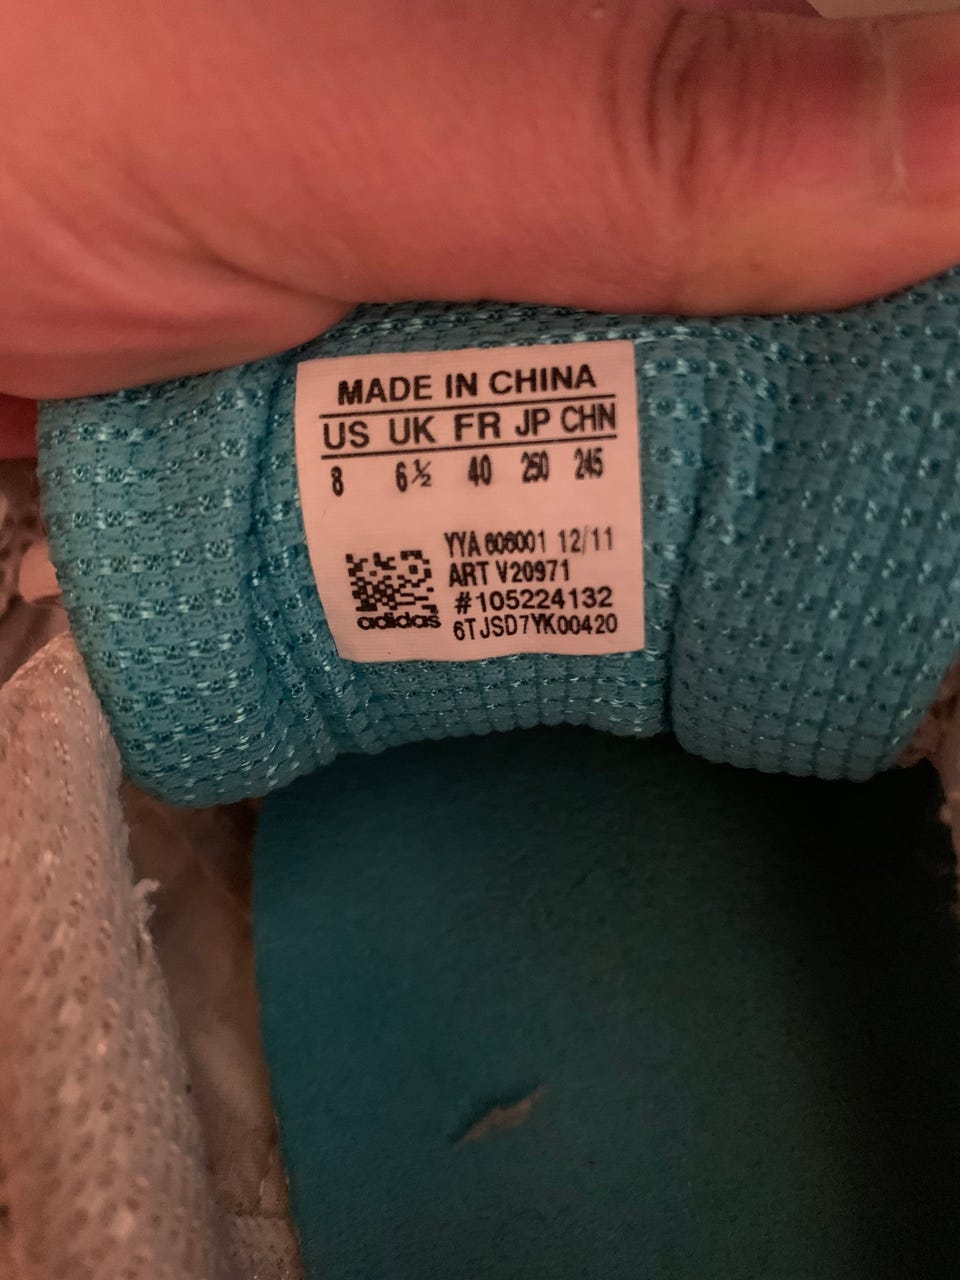 MADE IN CHINA
US UK FR JP CHN
8 6½ 40 250 245
YYA 606001 12/11
ART V20971
#105224132
6TJSD7YK00420
adidas